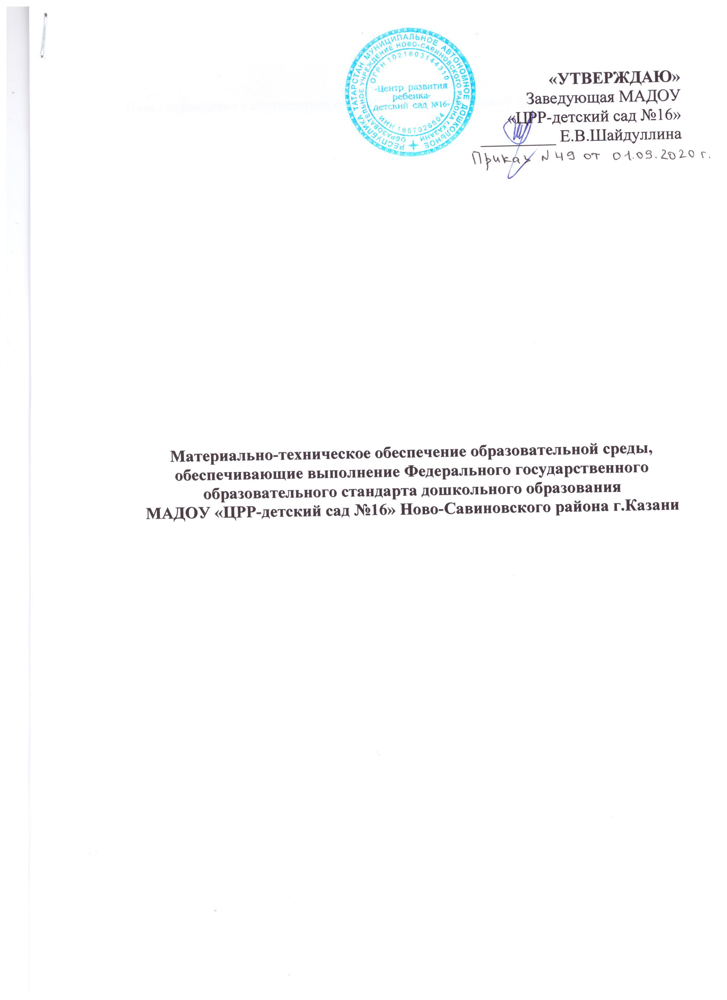 РЕСПУБЛИКА ТАТАРСТАН МУНИЦИПАЛЬНОЕ АВТОНОМНОЕ ДОШКОЛЬНОЕ
ОБРАЗОВАТЕЛЬНОЕ УЧРЕЖДЕНИЕ НОВО-САВИНОВСКОГО РАЙОНА Г.КАЗАНИ
ОГРН 1021603144310
«Центр развития
ребенка-
детский сад №16»
ИНН 1657026504
«УТВЕРЖДАЮ»
Заведующая МАДОУ
«ЦРР-детский сад №16»
Е.В.Шайдуллина
Приказ N 49 от 01.09.2020 г.
Материально-техническое обеспечение образовательной среды,
обеспечивающие выполнение Федерального государственного
образовательного стандарта дошкольного образования
МАДОУ «ЦРР-детский сад №16» Ново-Савиновского района г.Казани